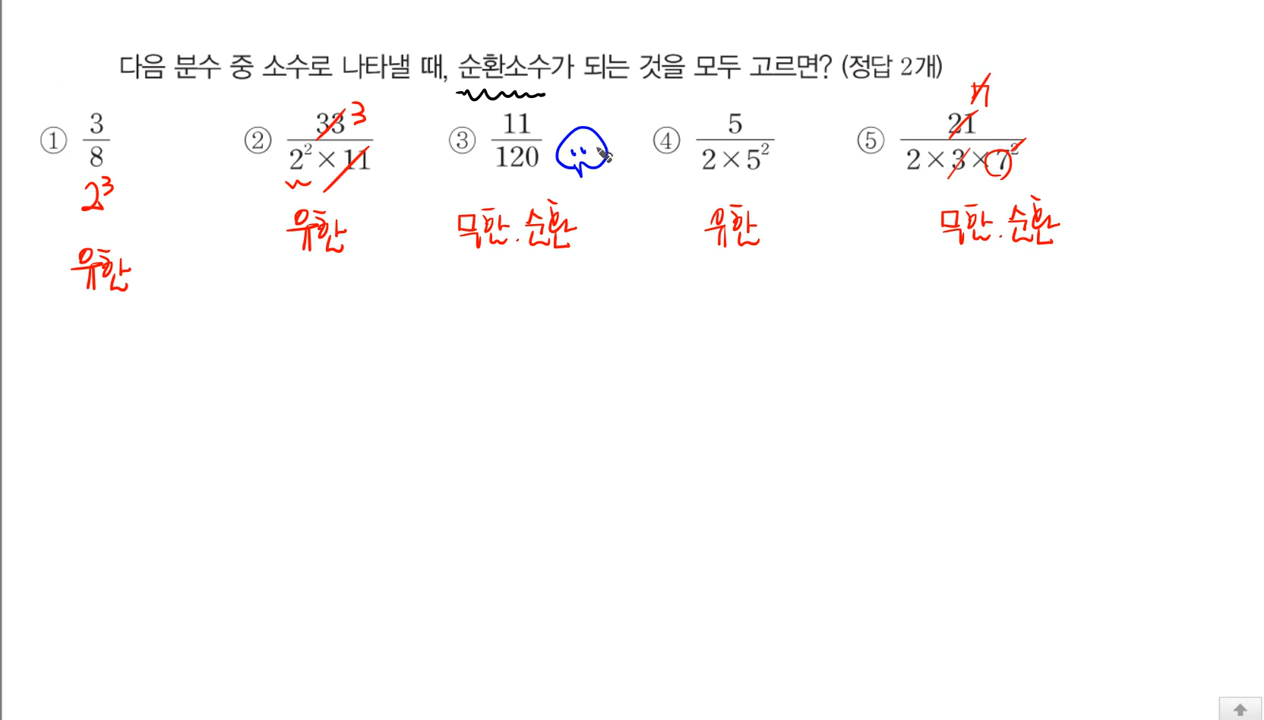 다음 분수 중 소수로 나타낼 때, 순환소수가 되는 것을 모두 고르면? (정답 2개)
① 3/8 ② 33/(2² × 11) 3 ③ 11/120 ④ 5/(2 × 5²) ⑤ 21/(2 × 3 × 7²)
2³
유한 무한.순환 유한 무한.순환
유한